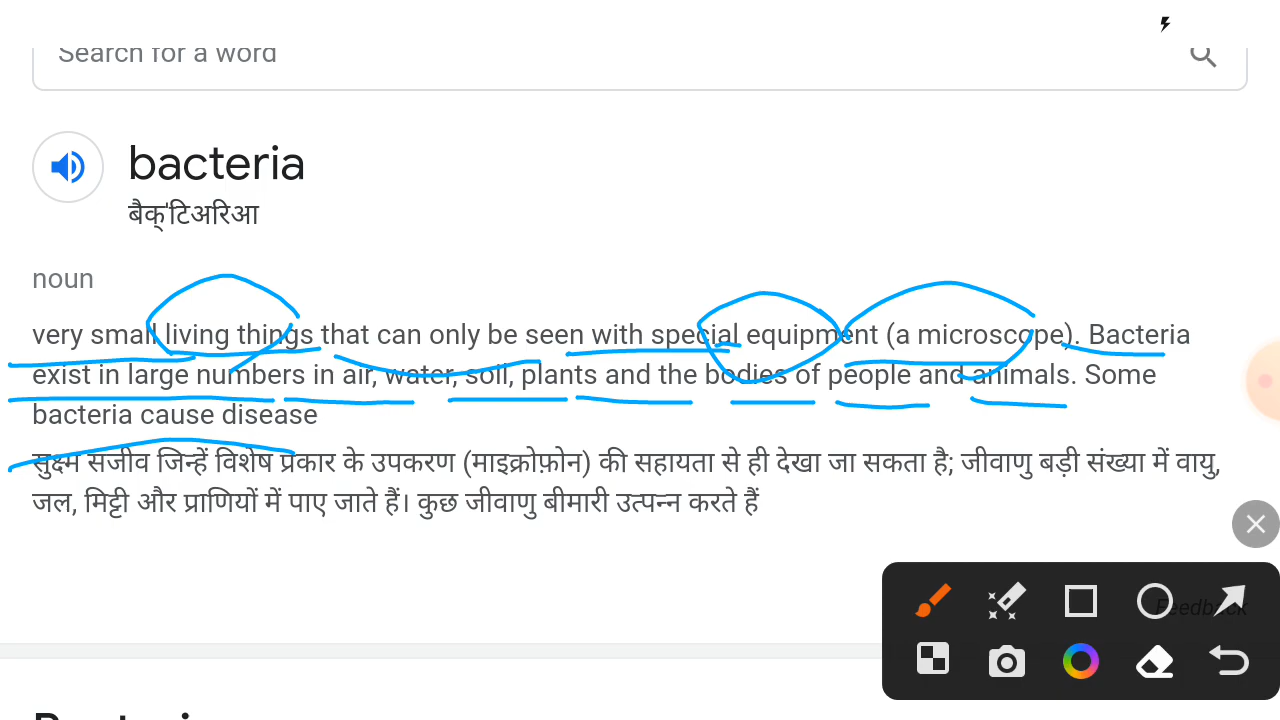 Search for a word
bacteria
बैक्'टिअरिआ
noun
very small living things that can only be seen with special equipment (a microscope). Bacteria
exist in large numbers in air, water, soil, plants and the bodies of people and animals. Some
bacteria cause disease
सुक्ष्म सजीव जिन्हें विशेष प्रकार के उपकरण (माइक्रोफ़ोन) की सहायता से ही देखा जा सकता है; जीवाणु बड़ी संख्या में वायु,
जल, मिट्टी और प्राणियों में पाए जाते हैं। कुछ जीवाणु बीमारी उत्पन्न करते हैं
Feedback